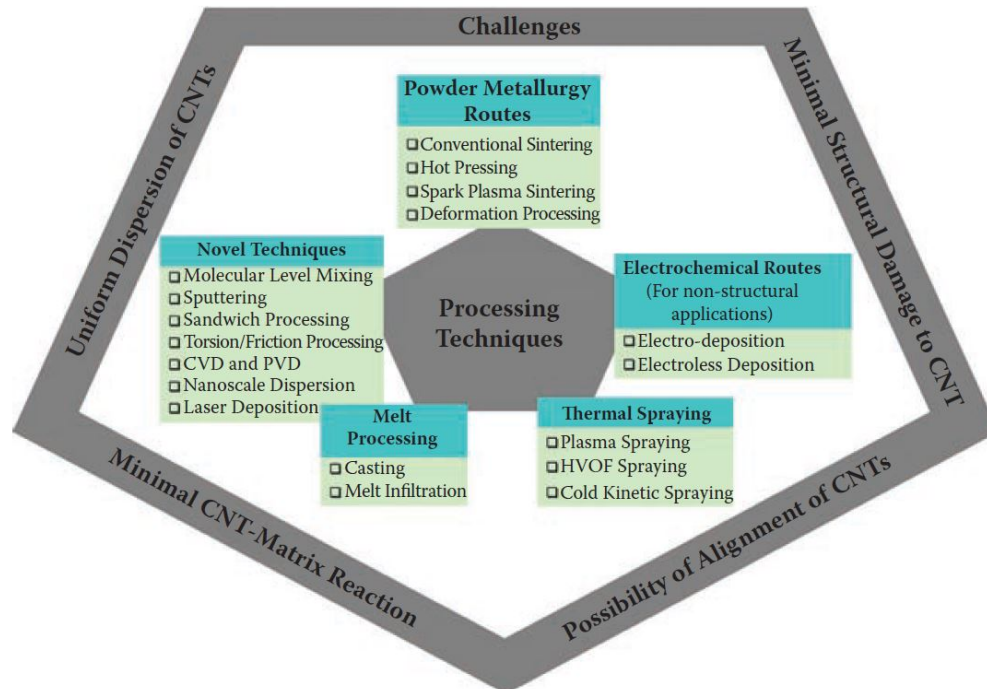 Challenges
Uniform Dispersion of CNTs
Minimal Structural Damage to CNT
Powder Metallurgy
Routes
Conventional Sintering
Hot Pressing
Spark Plasma Sintering
Deformation Processing
Novel Techniques
Molecular Level Mixing
Sputtering
Sandwich Processing
Torsion/Friction Processing
CVD and PVD
Nanoscale Dispersion
Laser Deposition
Processing
Techniques
Electrochemical Routes
(For non-structural
applications)
Electro-deposition
Electroless Deposition
Melt
Processing
Casting
Melt Infiltration
Thermal Spraying
Plasma Spraying
HVOF Spraying
Cold Kinetic Spraying
Minimal CNT-Matrix Reaction
Possibility of Alignment of CNTs